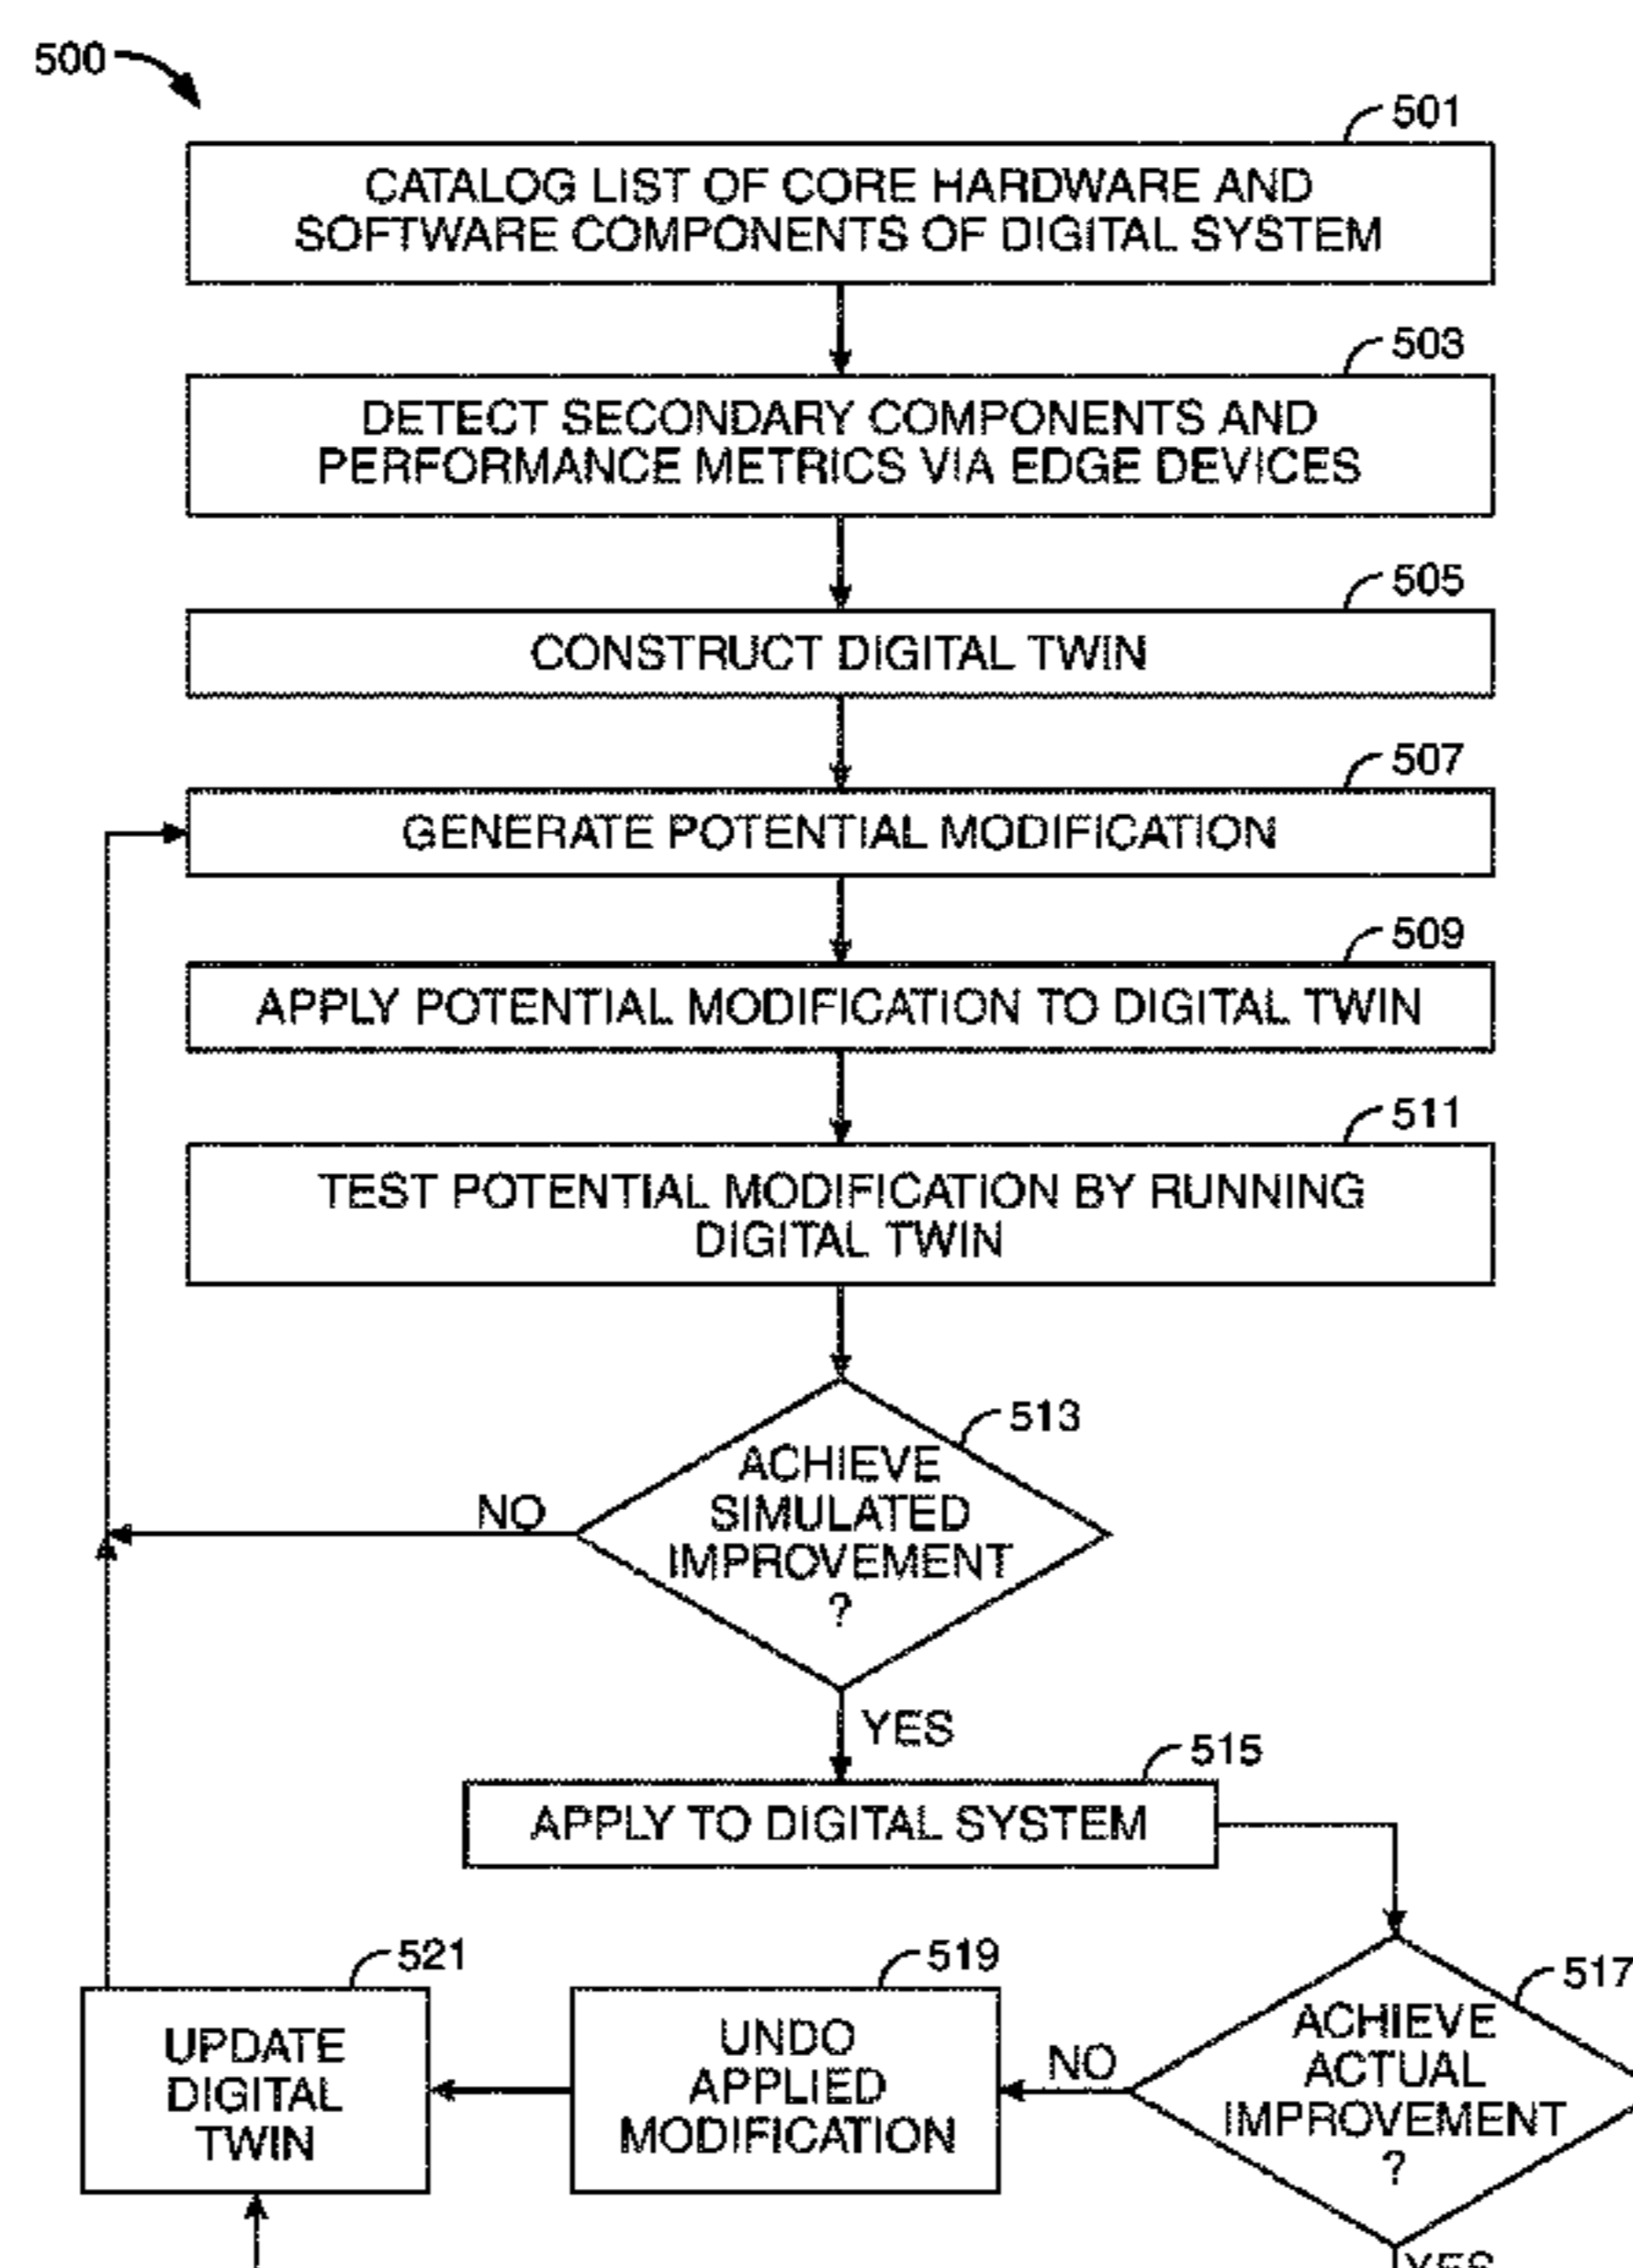 500
501
CATALOG LIST OF CORE HARDWARE AND
SOFTWARE COMPONENTS OF DIGITAL SYSTEM
503
DETECT SECONDARY COMPONENTS AND
PERFORMANCE METRICS VIA EDGE DEVICES
505
CONSTRUCT DIGITAL TWIN
507
GENERATE POTENTIAL MODIFICATION
509
APPLY POTENTIAL MODIFICATION TO DIGITAL TWIN
511
TEST POTENTIAL MODIFICATION BY RUNNING
DIGITAL TWIN
513
ACHIEVE
SIMULATED
IMPROVEMENT
?
NO
YES
515
APPLY TO DIGITAL SYSTEM
517
ACHIEVE
ACTUAL
IMPROVEMENT
?
NO
519
UNDO
APPLIED
MODIFICATION
521
UPDATE
DIGITAL
TWIN
YES